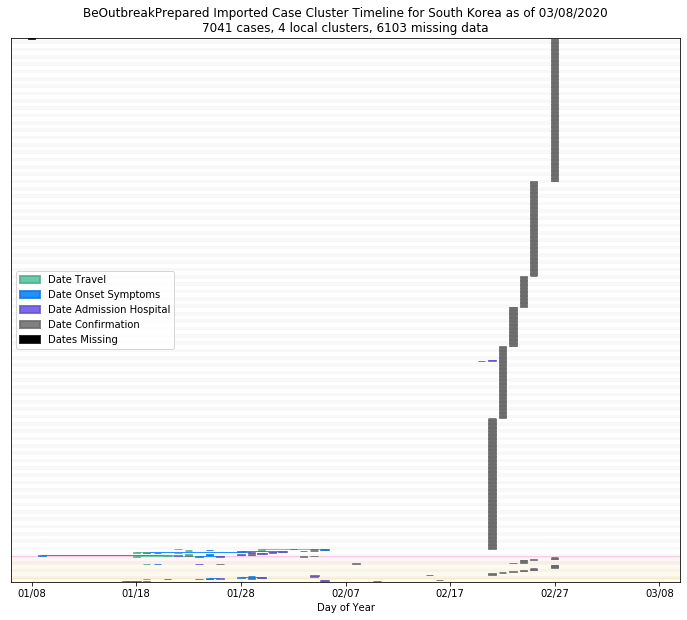 BeOutbreakPrepared Imported Case Cluster Timeline for South Korea as of 03/08/2020
7041 cases, 4 local clusters, 6103 missing data
Date Travel
Date Onset Symptoms
Date Admission Hospital
Date Confirmation
Dates Missing
01/08 01/18 01/28 02/07 02/17 02/27 03/08
Day of Year